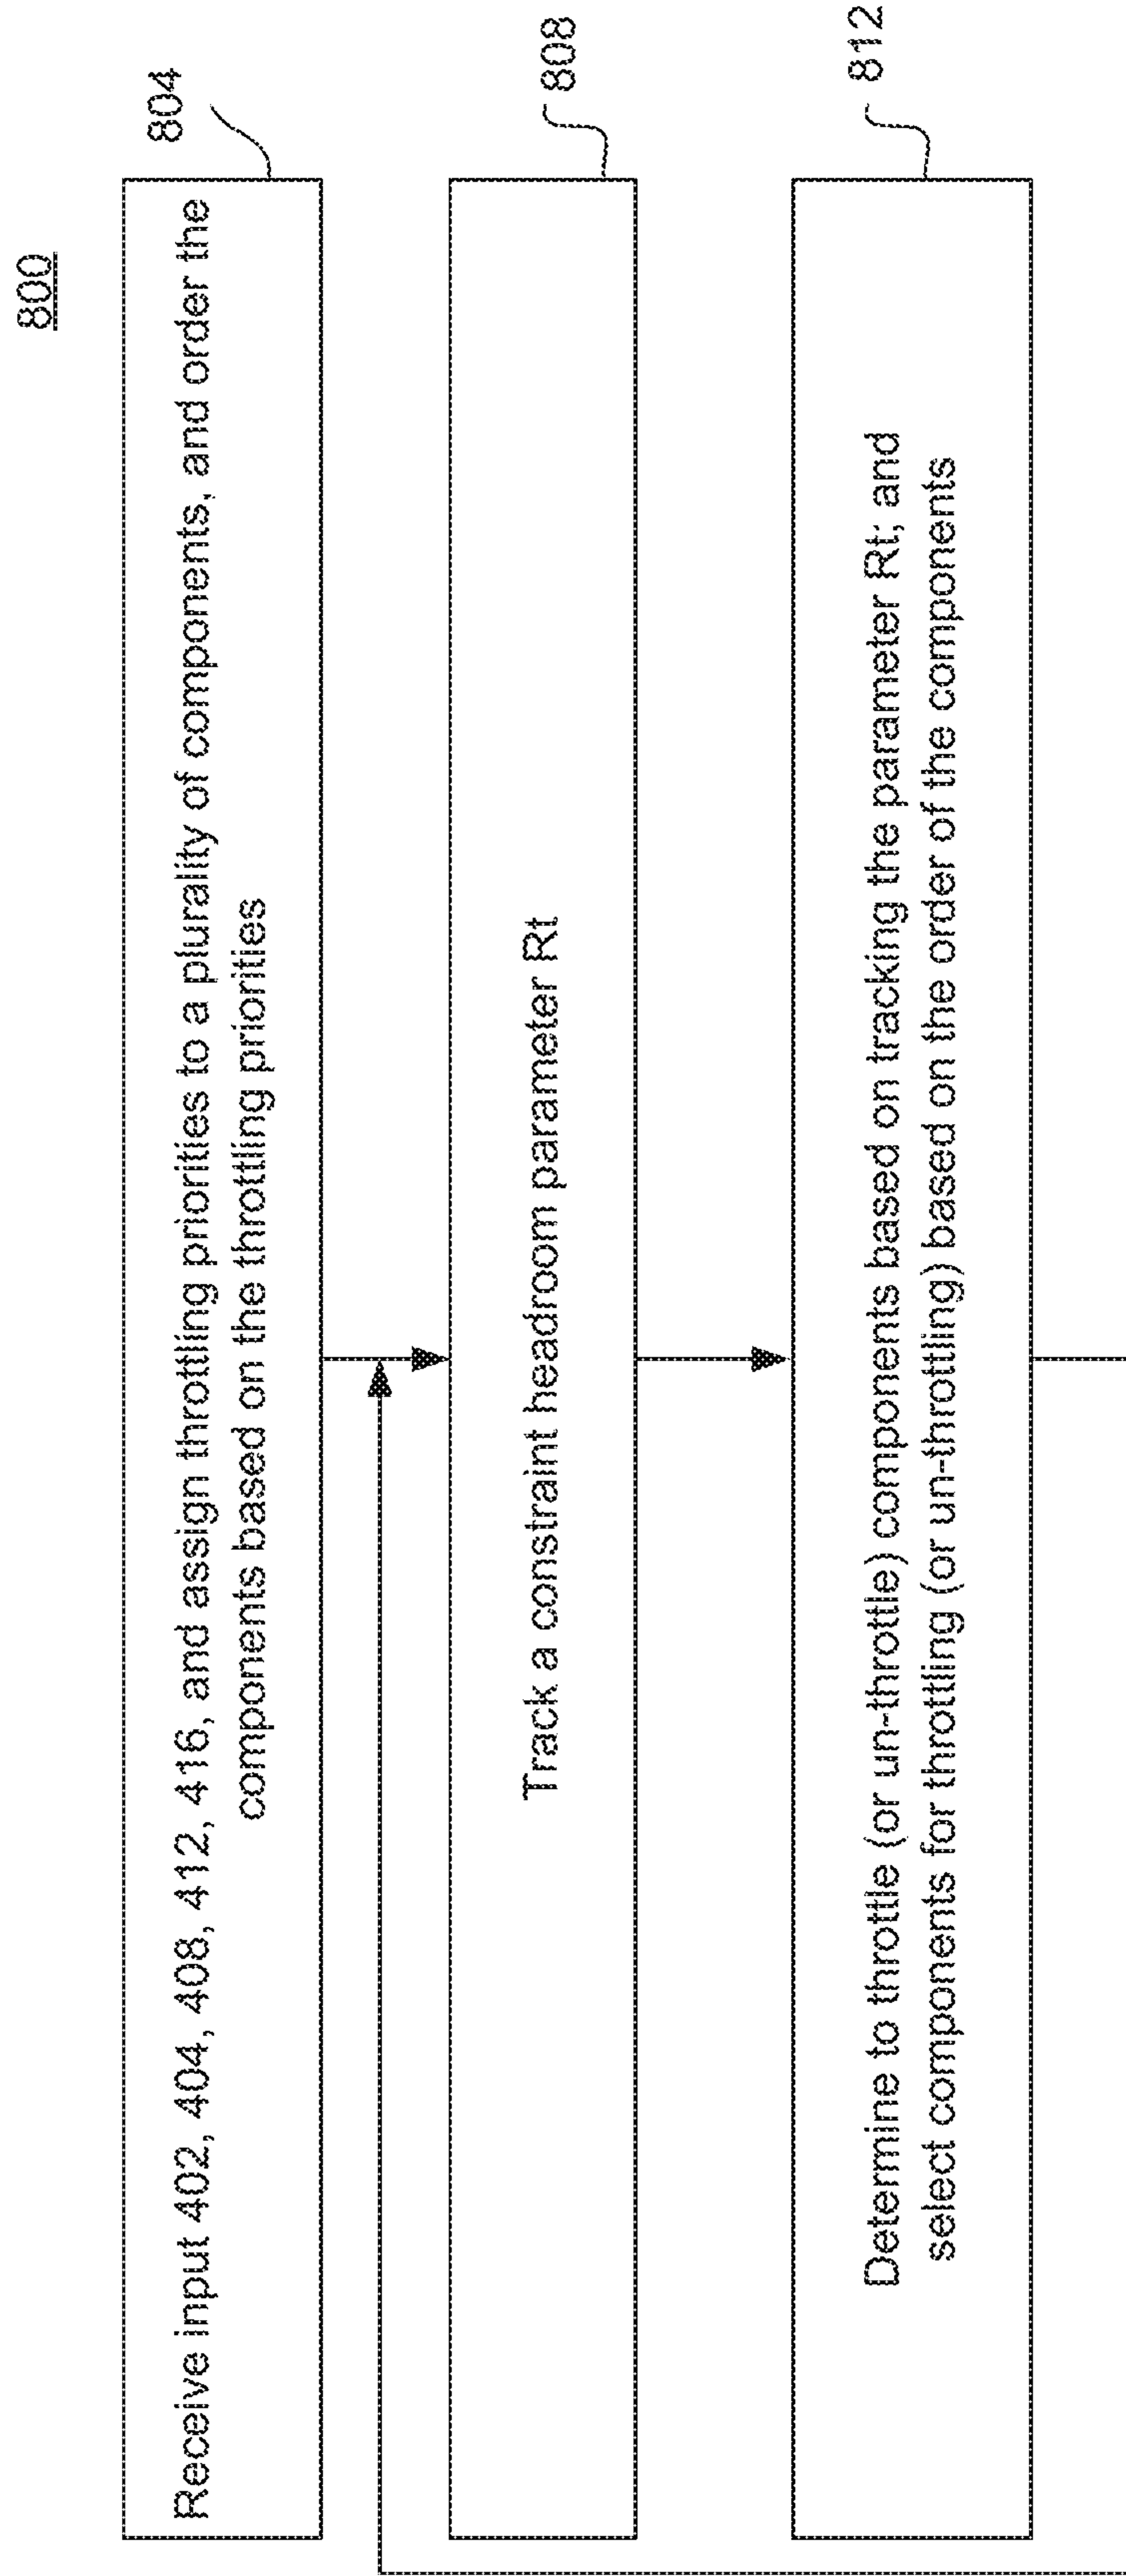 800
804
Receive input 402, 404, 408, 412, 416, and assign throttling priorities to a plurality of components, and order the
components based on the throttling priorities
808
Track a constraint headroom parameter Rt
812
Determine to throttle (or un-throttle) components based on tracking the parameter Rt; and
select components for throttling (or un-throttling) based on the order of the components